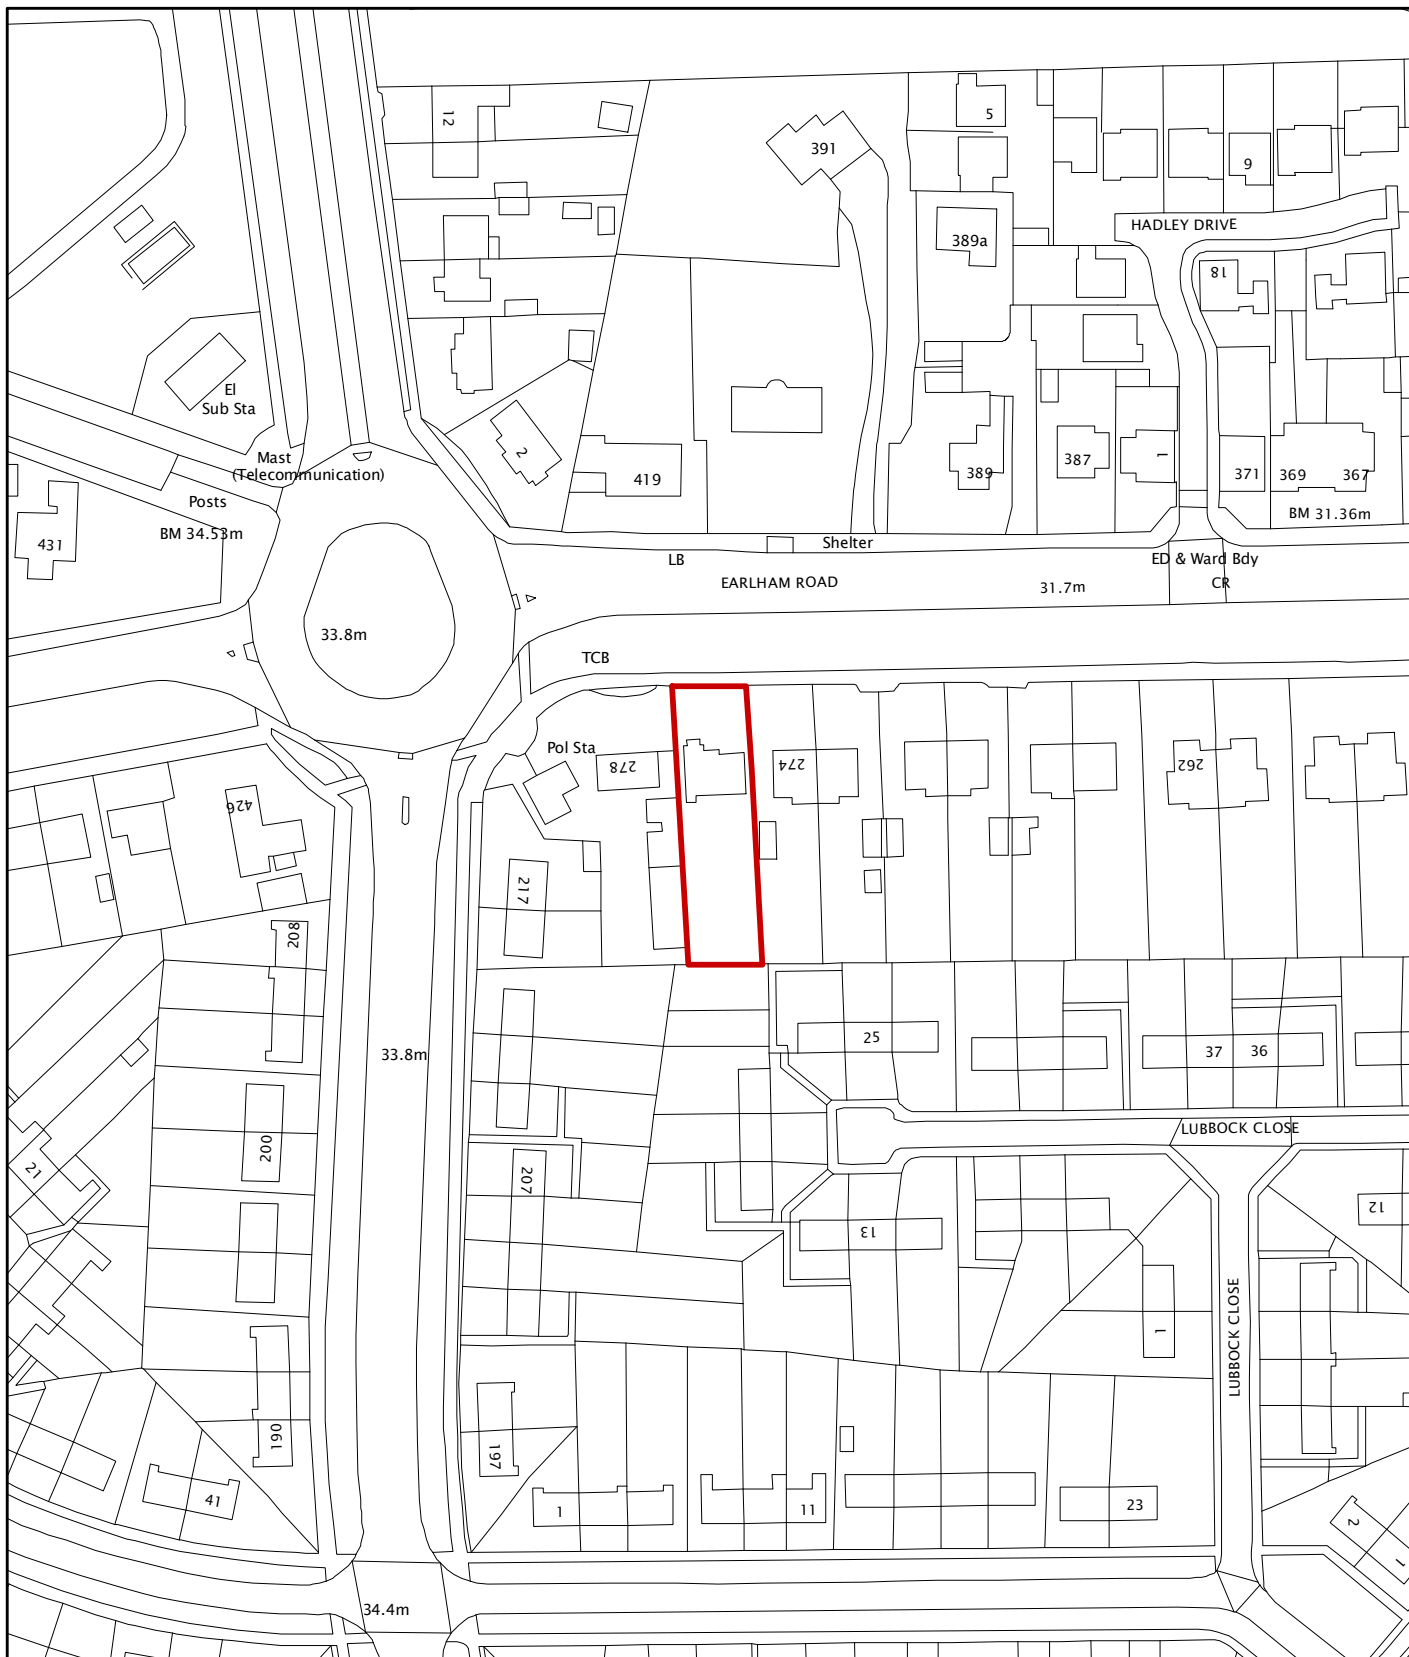 12
5
391
9
HADLEY DRIVE
389a
18
El
Sub Sta
2
Mast
(Telecommunication)
419
389
387
1
371
369
367
Posts
BM 31.36m
BM 34.53m
431
Shelter
LB
ED & Ward Bdy
EARLHAM ROAD
31.7m
CR
33.8m
TCB
Pol Sta
278
274
262
426
217
208
25
37
36
33.8m
LUBBOCK CLOSE
200
21
207
12
13
LUBBOCK CLOSE
1
190
197
41
1
11
23
2
1
34.4m